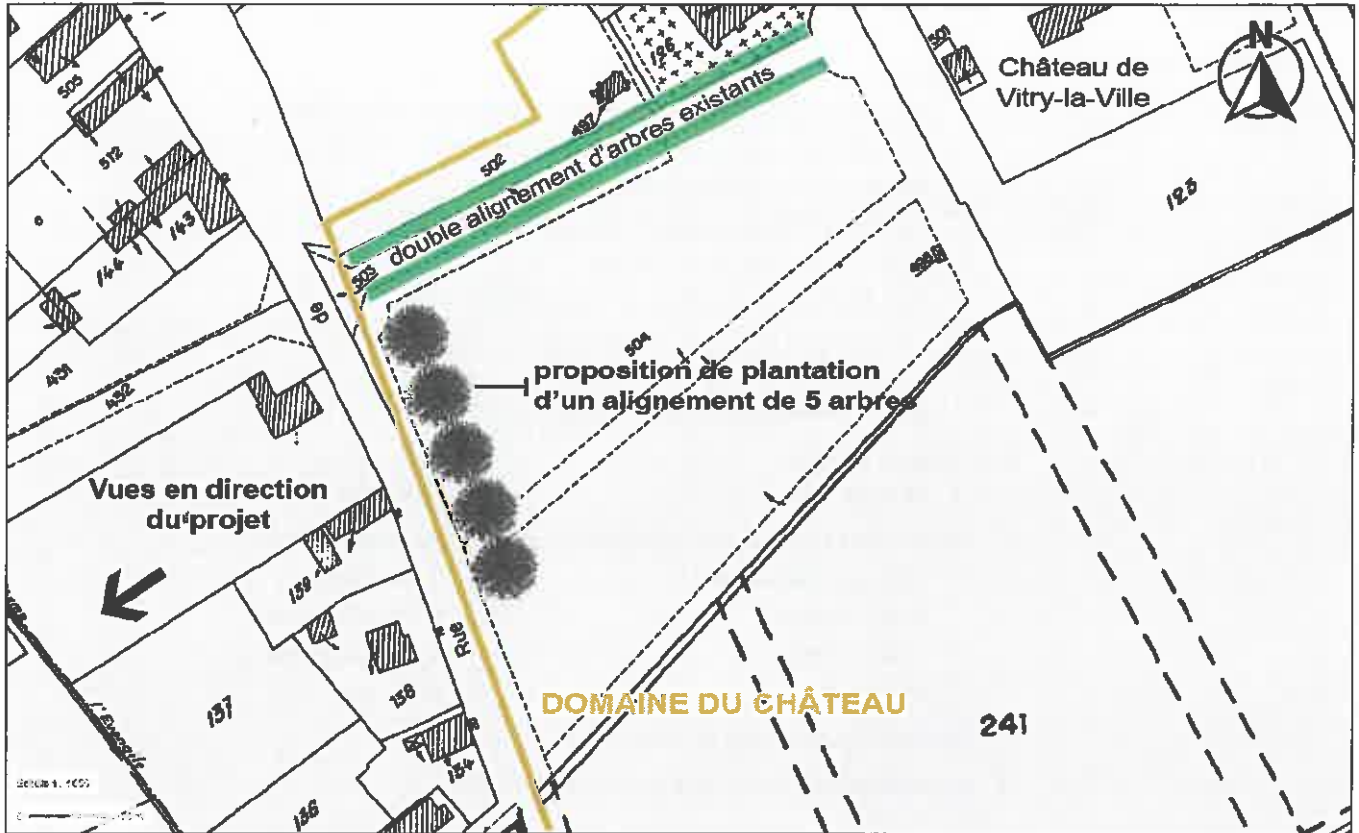 N
Château de
Vitry-la-Ville
505
512
143
144
431
432
126
497
502
503
501
double alignement d'arbres existants
125
de
504
proposition de plantation
d'un alignement de 5 arbres
Vues en direction
du projet
139
Rue
138
137
134
136
DOMAINE DU CHÂTEAU
241